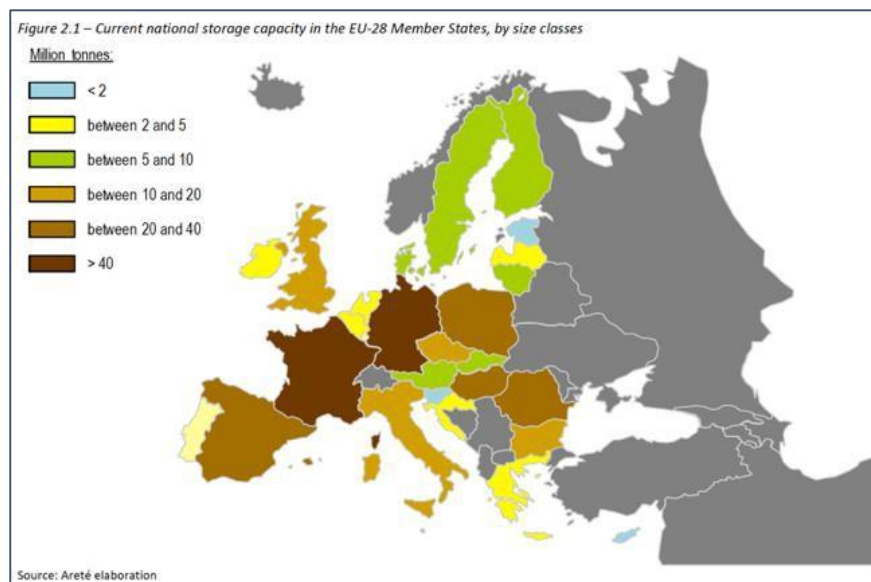 Figure 2.1 – Current national storage capacity in the EU-28 Member States, by size classes
Million tonnes:
< 2
between 2 and 5
between 5 and 10
between 10 and 20
between 20 and 40
> 40
Source: Areté elaboration